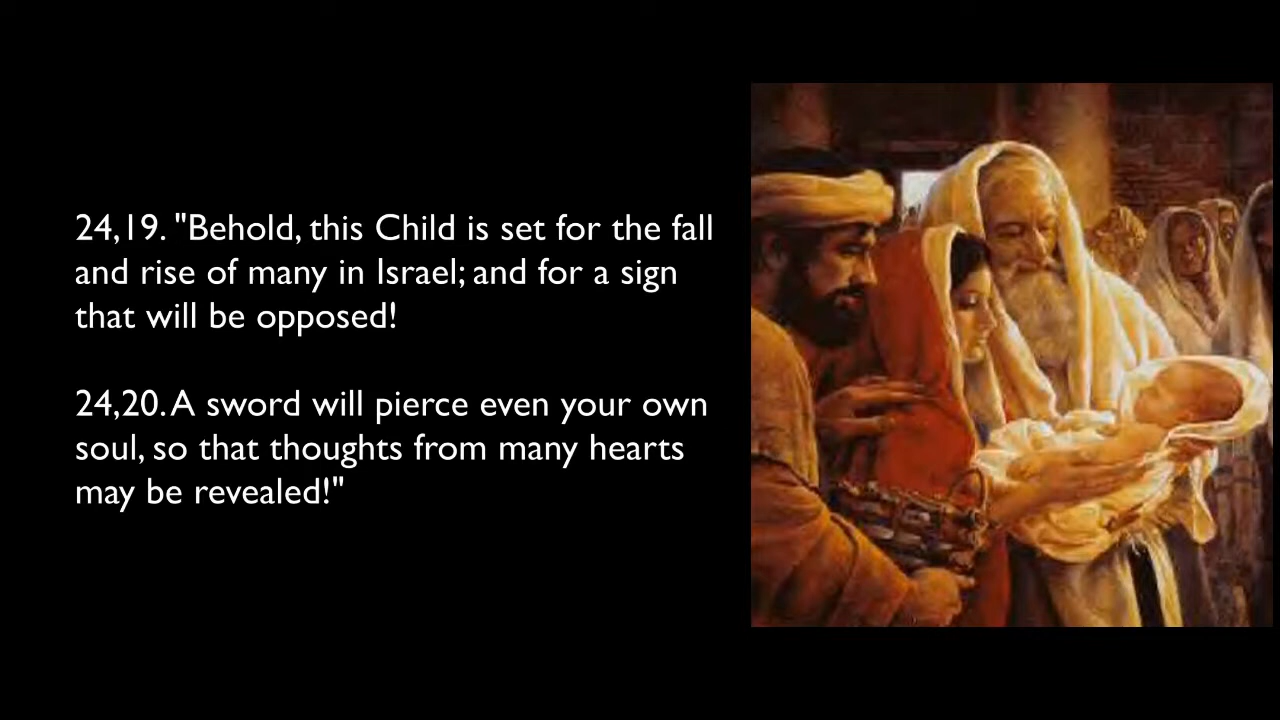 24,19. "Behold, this Child is set for the fall
and rise of many in Israel; and for a sign
that will be opposed!
24,20. A sword will pierce even your own
soul, so that thoughts from many hearts
may be revealed!"